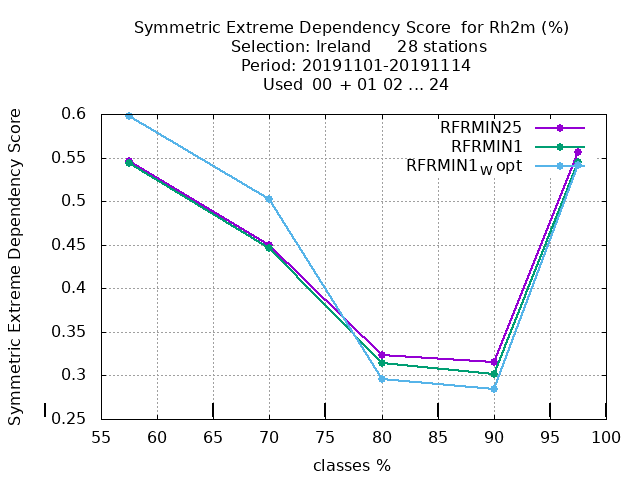 Symmetric Extreme Dependency Score for Rh2m (%)
Selection: Ireland 28 stations
Period: 20191101-20191114
Used 00 + 01 02 ... 24
Symmetric Extreme Dependency Score
0.6
0.55
0.5
0.45
0.4
0.35
0.3
0.25
RFRMIN25
RFRMIN1
RFRMIN1W opt
55 60 65 70 75 80 85 90 95 100
classes %